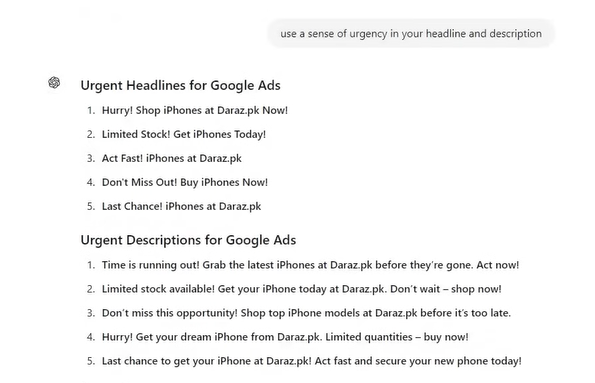 use a sense of urgency in your headline and description
Urgent Headlines for Google Ads
1. Hurry! Shop iPhones at Daraz.pk Now!
2. Limited Stock! Get iPhones Today!
3. Act Fast! iPhones at Daraz.pk
4. Don't Miss Out! Buy iPhones Now!
5. Last Chance! iPhones at Daraz.pk
Urgent Descriptions for Google Ads
1. Time is running out! Grab the latest iPhones at Daraz.pk before they're gone. Act now!
2. Limited stock available! Get your iPhone today at Daraz.pk. Don't wait – shop now!
3. Don't miss this opportunity! Shop top iPhone models at Daraz.pk before it's too late.
4. Hurry! Get your dream iPhone from Daraz.pk. Limited quantities – buy now!
5. Last chance to get your iPhone at Daraz.pk! Act fast and secure your new phone today!